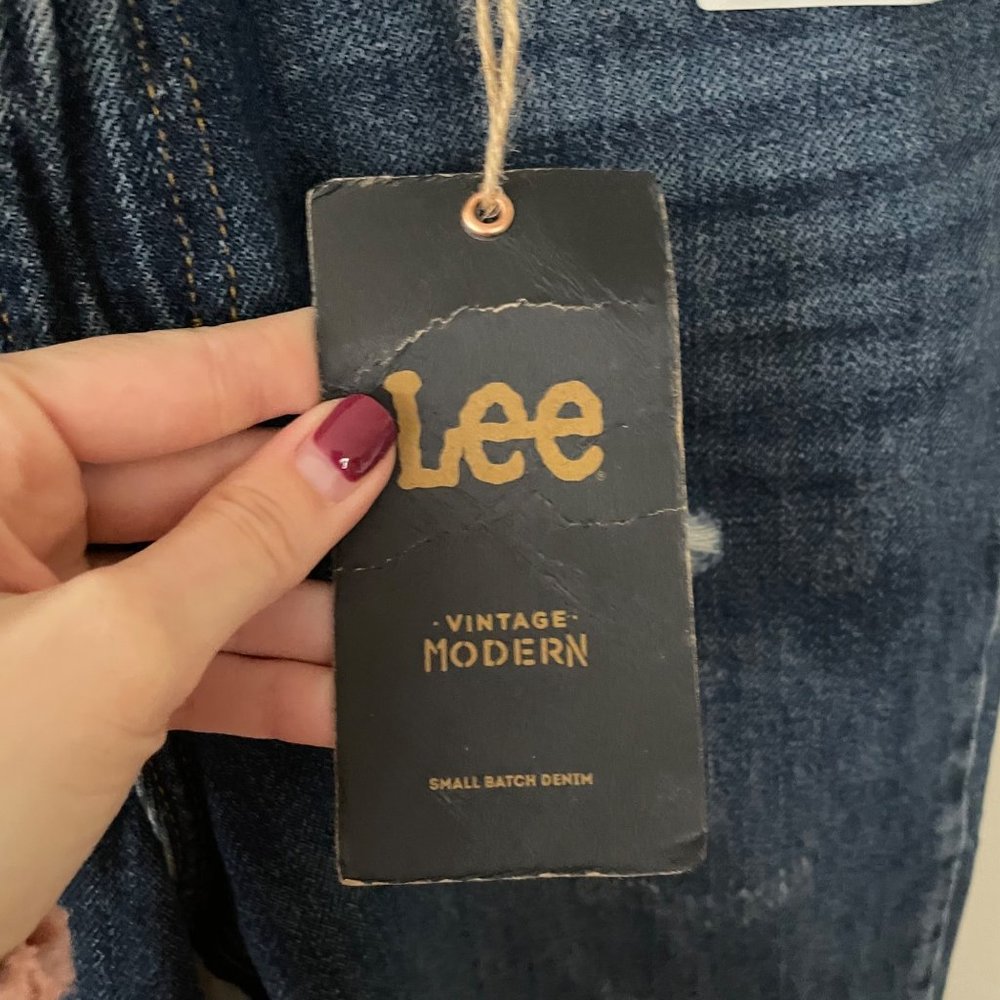 Lee
®
· VINTAGE ·
MODERN
SMALL BATCH DENIM